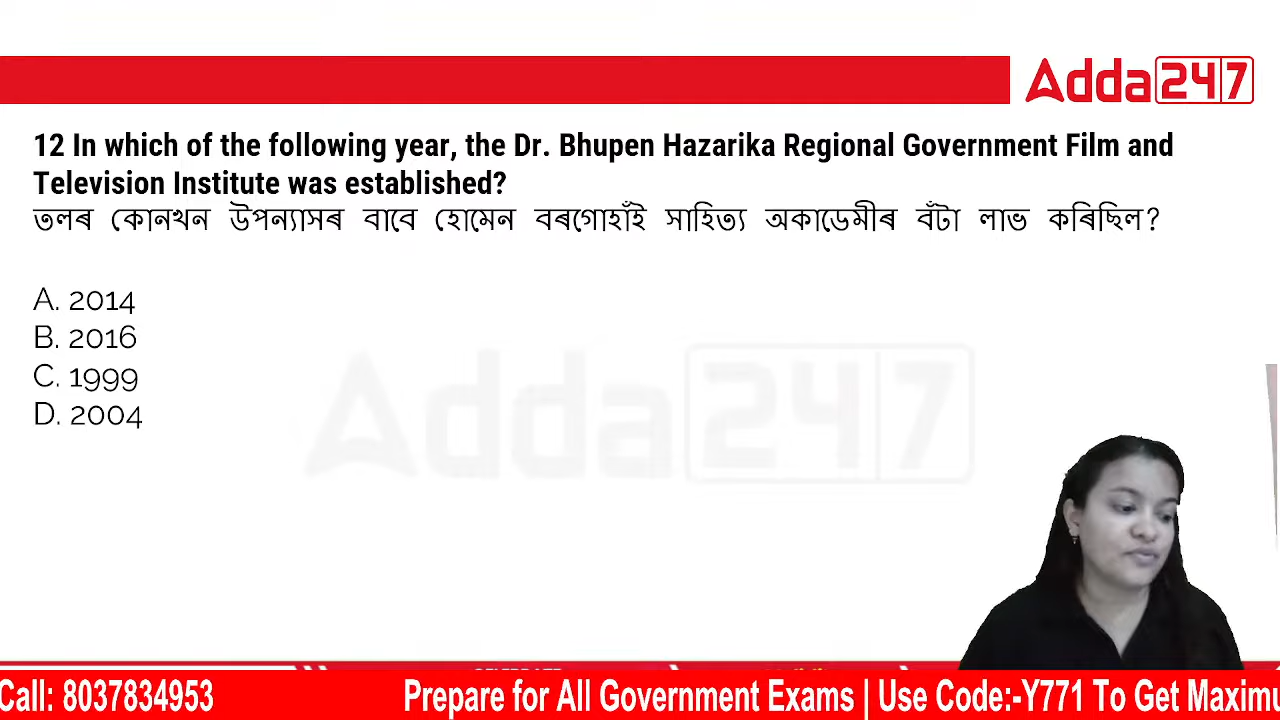 Adda247
12 In which of the following year, the Dr. Bhupen Hazarika Regional Government Film and
Television Institute was established?
তলৰ কোনখন উপন্যাসৰ বাবে হোমেন বৰগোহাঁই সাহিত্য অকাডেমীৰ বঁটা লাভ কৰিছিল?
A. 2014
B. 2016
C. 1999
D. 2004
Adda247
Call: 8037834953 Prepare for All Government Exams | Use Code:-Y771 To Get